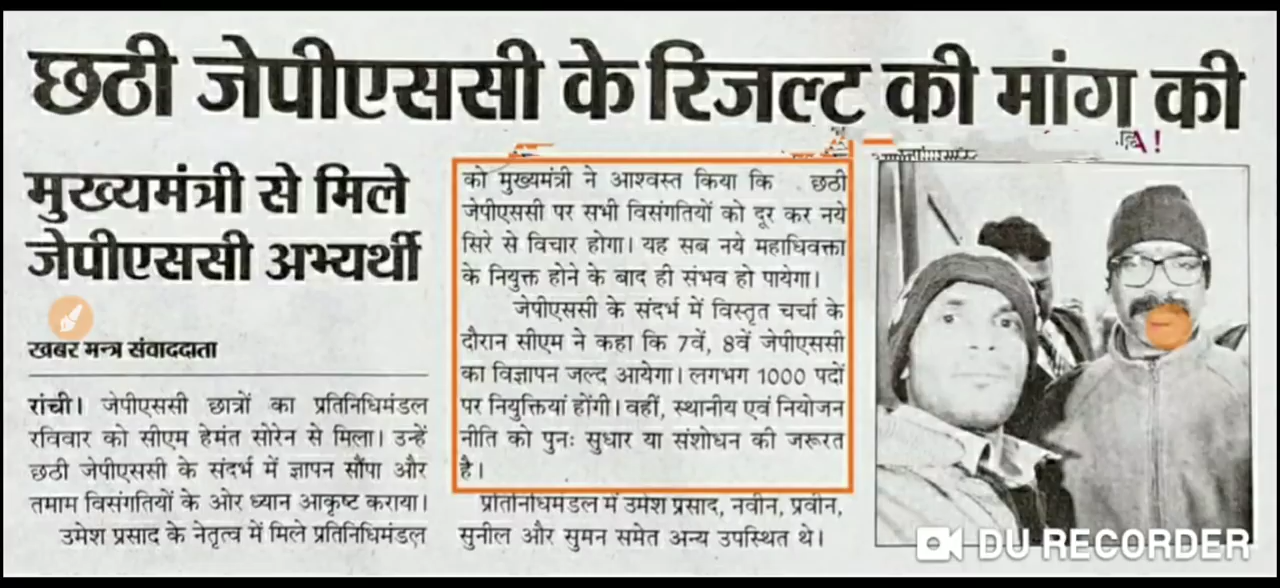 छठी जेपीएससी के रिजल्ट की मांग की
मुख्यमंत्री से मिले
जेपीएससी अभ्यर्थी
खबर मन्त्र संवाददाता
रांची। जेपीएससी छात्रों का प्रतिनिधिमंडल
रविवार को सीएम हेमंत सोरेन से मिला। उन्हें
छठी जेपीएससी के संदर्भ में ज्ञापन सौंपा और
तमाम विसंगतियों के ओर ध्यान आकृष्ट कराया।
उमेश प्रसाद के नेतृत्व में मिले प्रतिनिधिमंडल
को मुख्यमंत्री ने आश्वस्त किया कि छठी
जेपीएससी पर सभी विसंगतियों को दूर कर नये
सिरे से विचार होगा। यह सब नये महाधिवक्ता
के नियुक्त होने के बाद ही संभव हो पायेगा।
जेपीएससी के संदर्भ में विस्तृत चर्चा के
दौरान सीएम ने कहा कि 7वें, 8वें जेपीएससी
का विज्ञापन जल्द आयेगा। लगभग 1000 पदों
पर नियुक्तियां होंगी। वहीं, स्थानीय एवं नियोजन
नीति को पुनः सुधार या संशोधन की जरूरत
है।
प्रतिनिधिमंडल में उमेश प्रसाद, नवीन, प्रवीन,
सुनील और सुमन समेत अन्य उपस्थित थे।
DU RECORDER